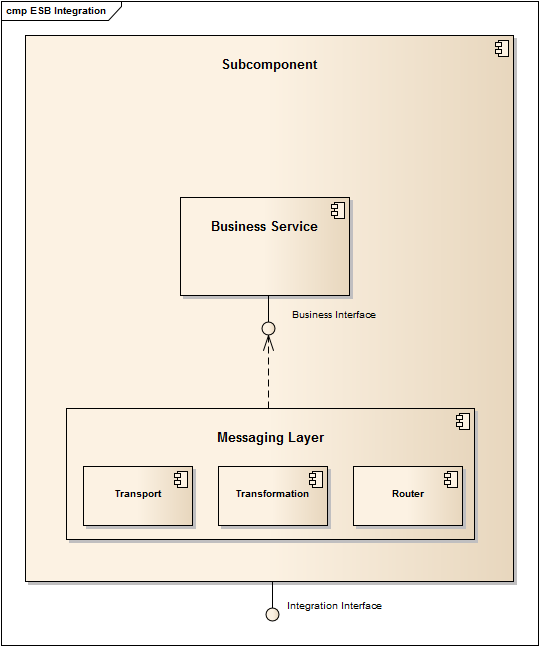 cmp ESB Integration
Subcomponent
Business Service
Business Interface
Messaging Layer
Transport
Transformation
Router
Integration Interface